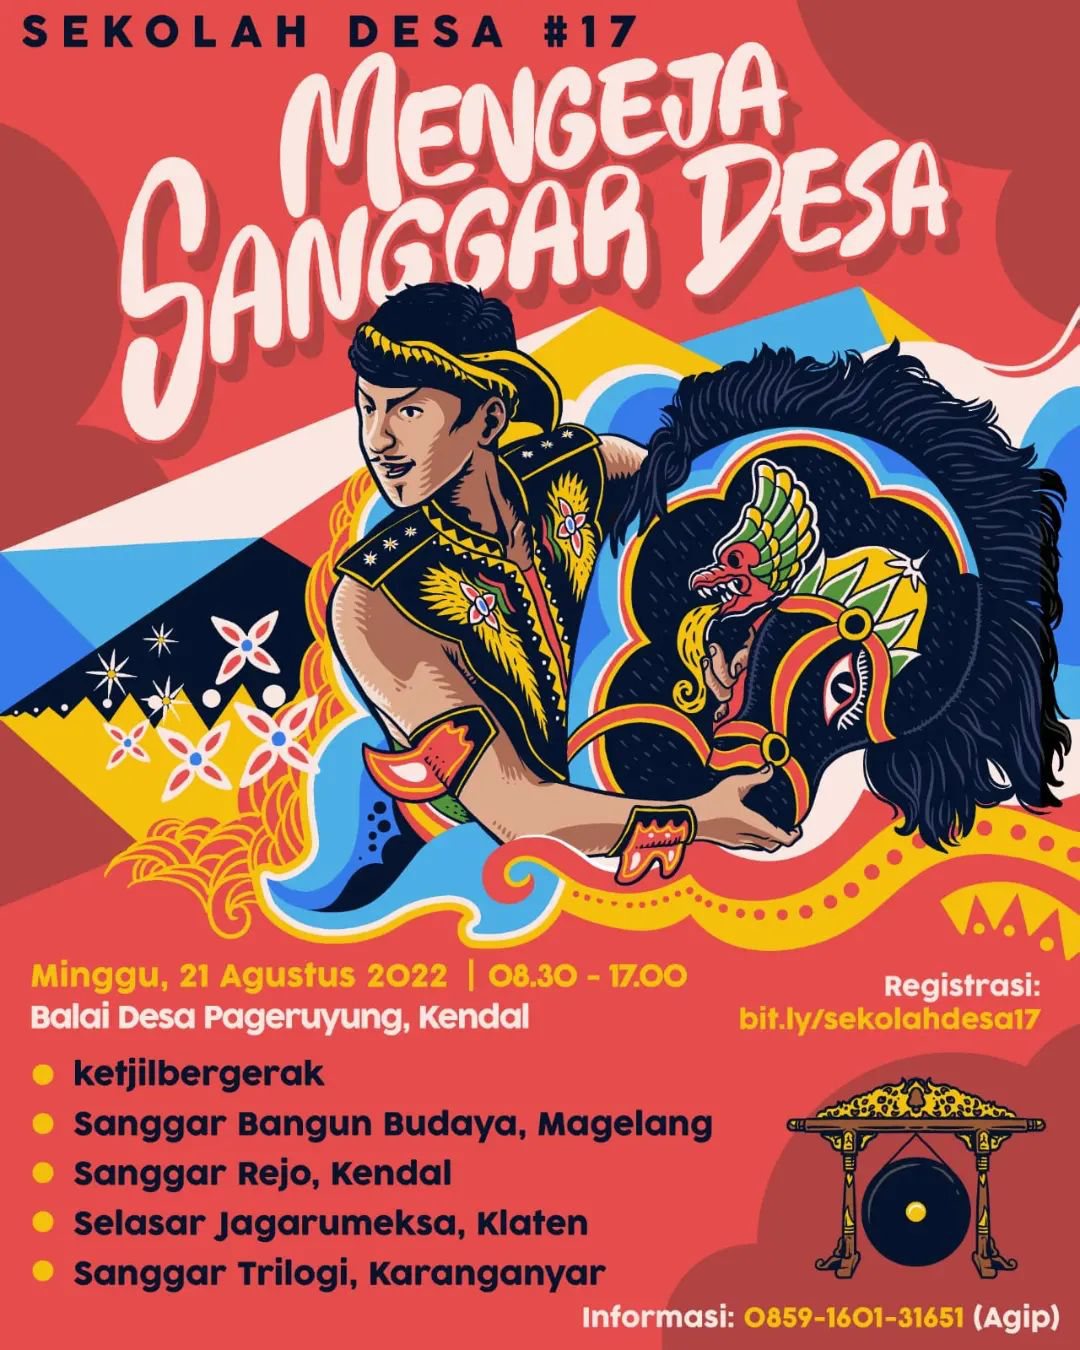 SEKOLAH DESA #17
MENGEJA
SANGGAR DESA
Minggu, 21 Agustus 2022 | 08.30 - 17.00
Balai Desa Pageruyung, Kendal
Registrasi:
bit.ly/sekolahdesa17
ketjilbergerak
Sanggar Bangun Budaya, Magelang
Sanggar Rejo, Kendal
Selasar Jagarumeksa, Klaten
Sanggar Trilogi, Karanganyar
Informasi: 0859-1601-31651 (Agip)